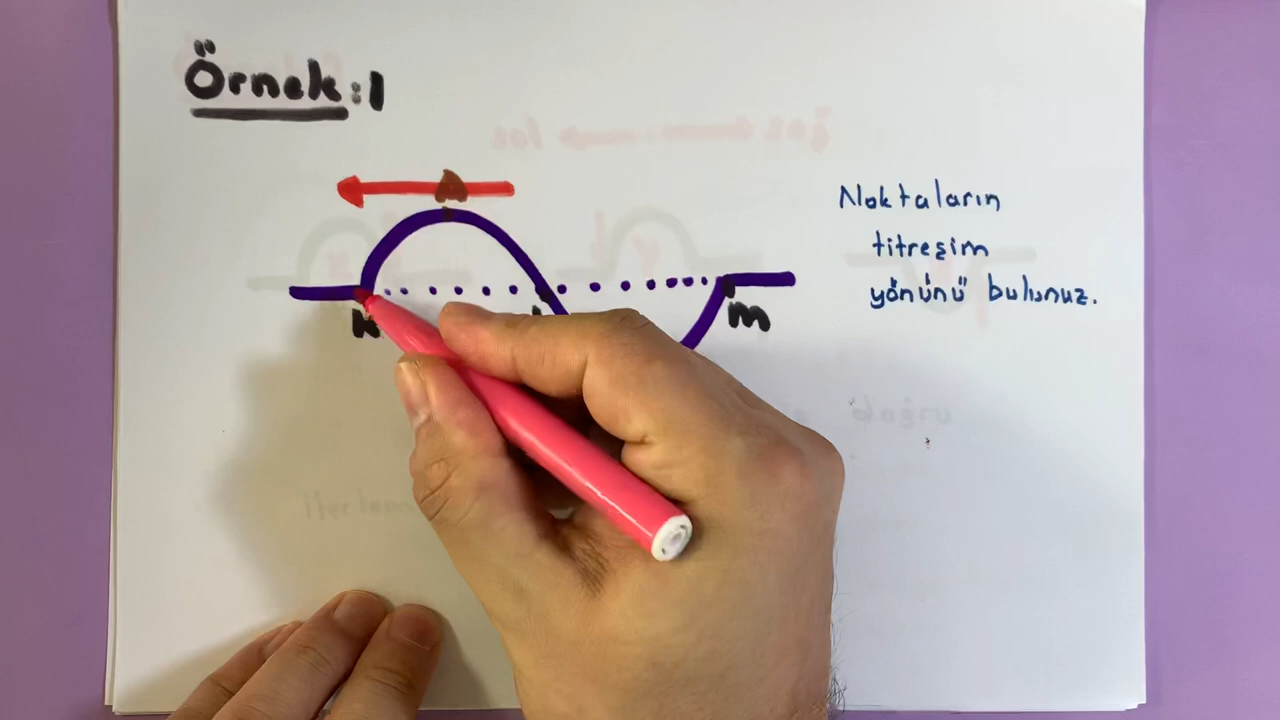 Örnek:1
Noktaların
titreşim
yönünü bulunuz.
K
m